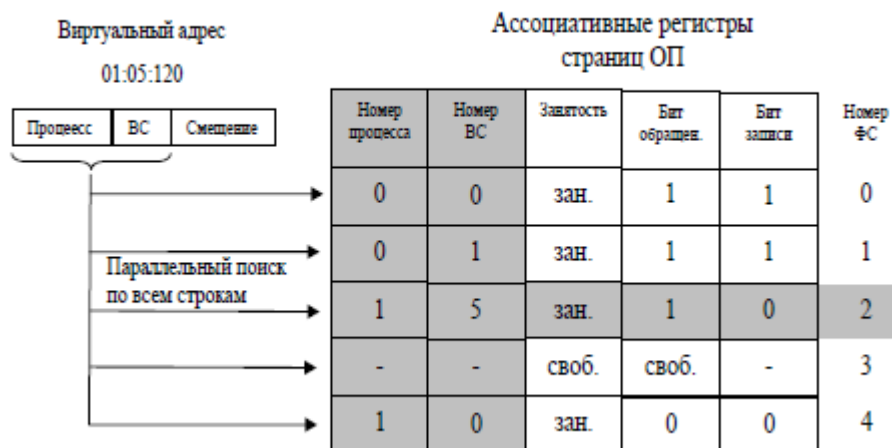 Виртуальный адрес
01:05:120
Процесс ВС Смещение
Параллельный поиск
по всем строкам
Ассоциативные регистры
страниц ОП
Номер процесса Номер ВС Занятость Бит обращен. Бит записи Номер ФС
0 0 зан. 1 1 0
0 1 зан. 1 1 1
1 5 зан. 1 0 2
- - своб. своб. - 3
1 0 зан. 0 0 4